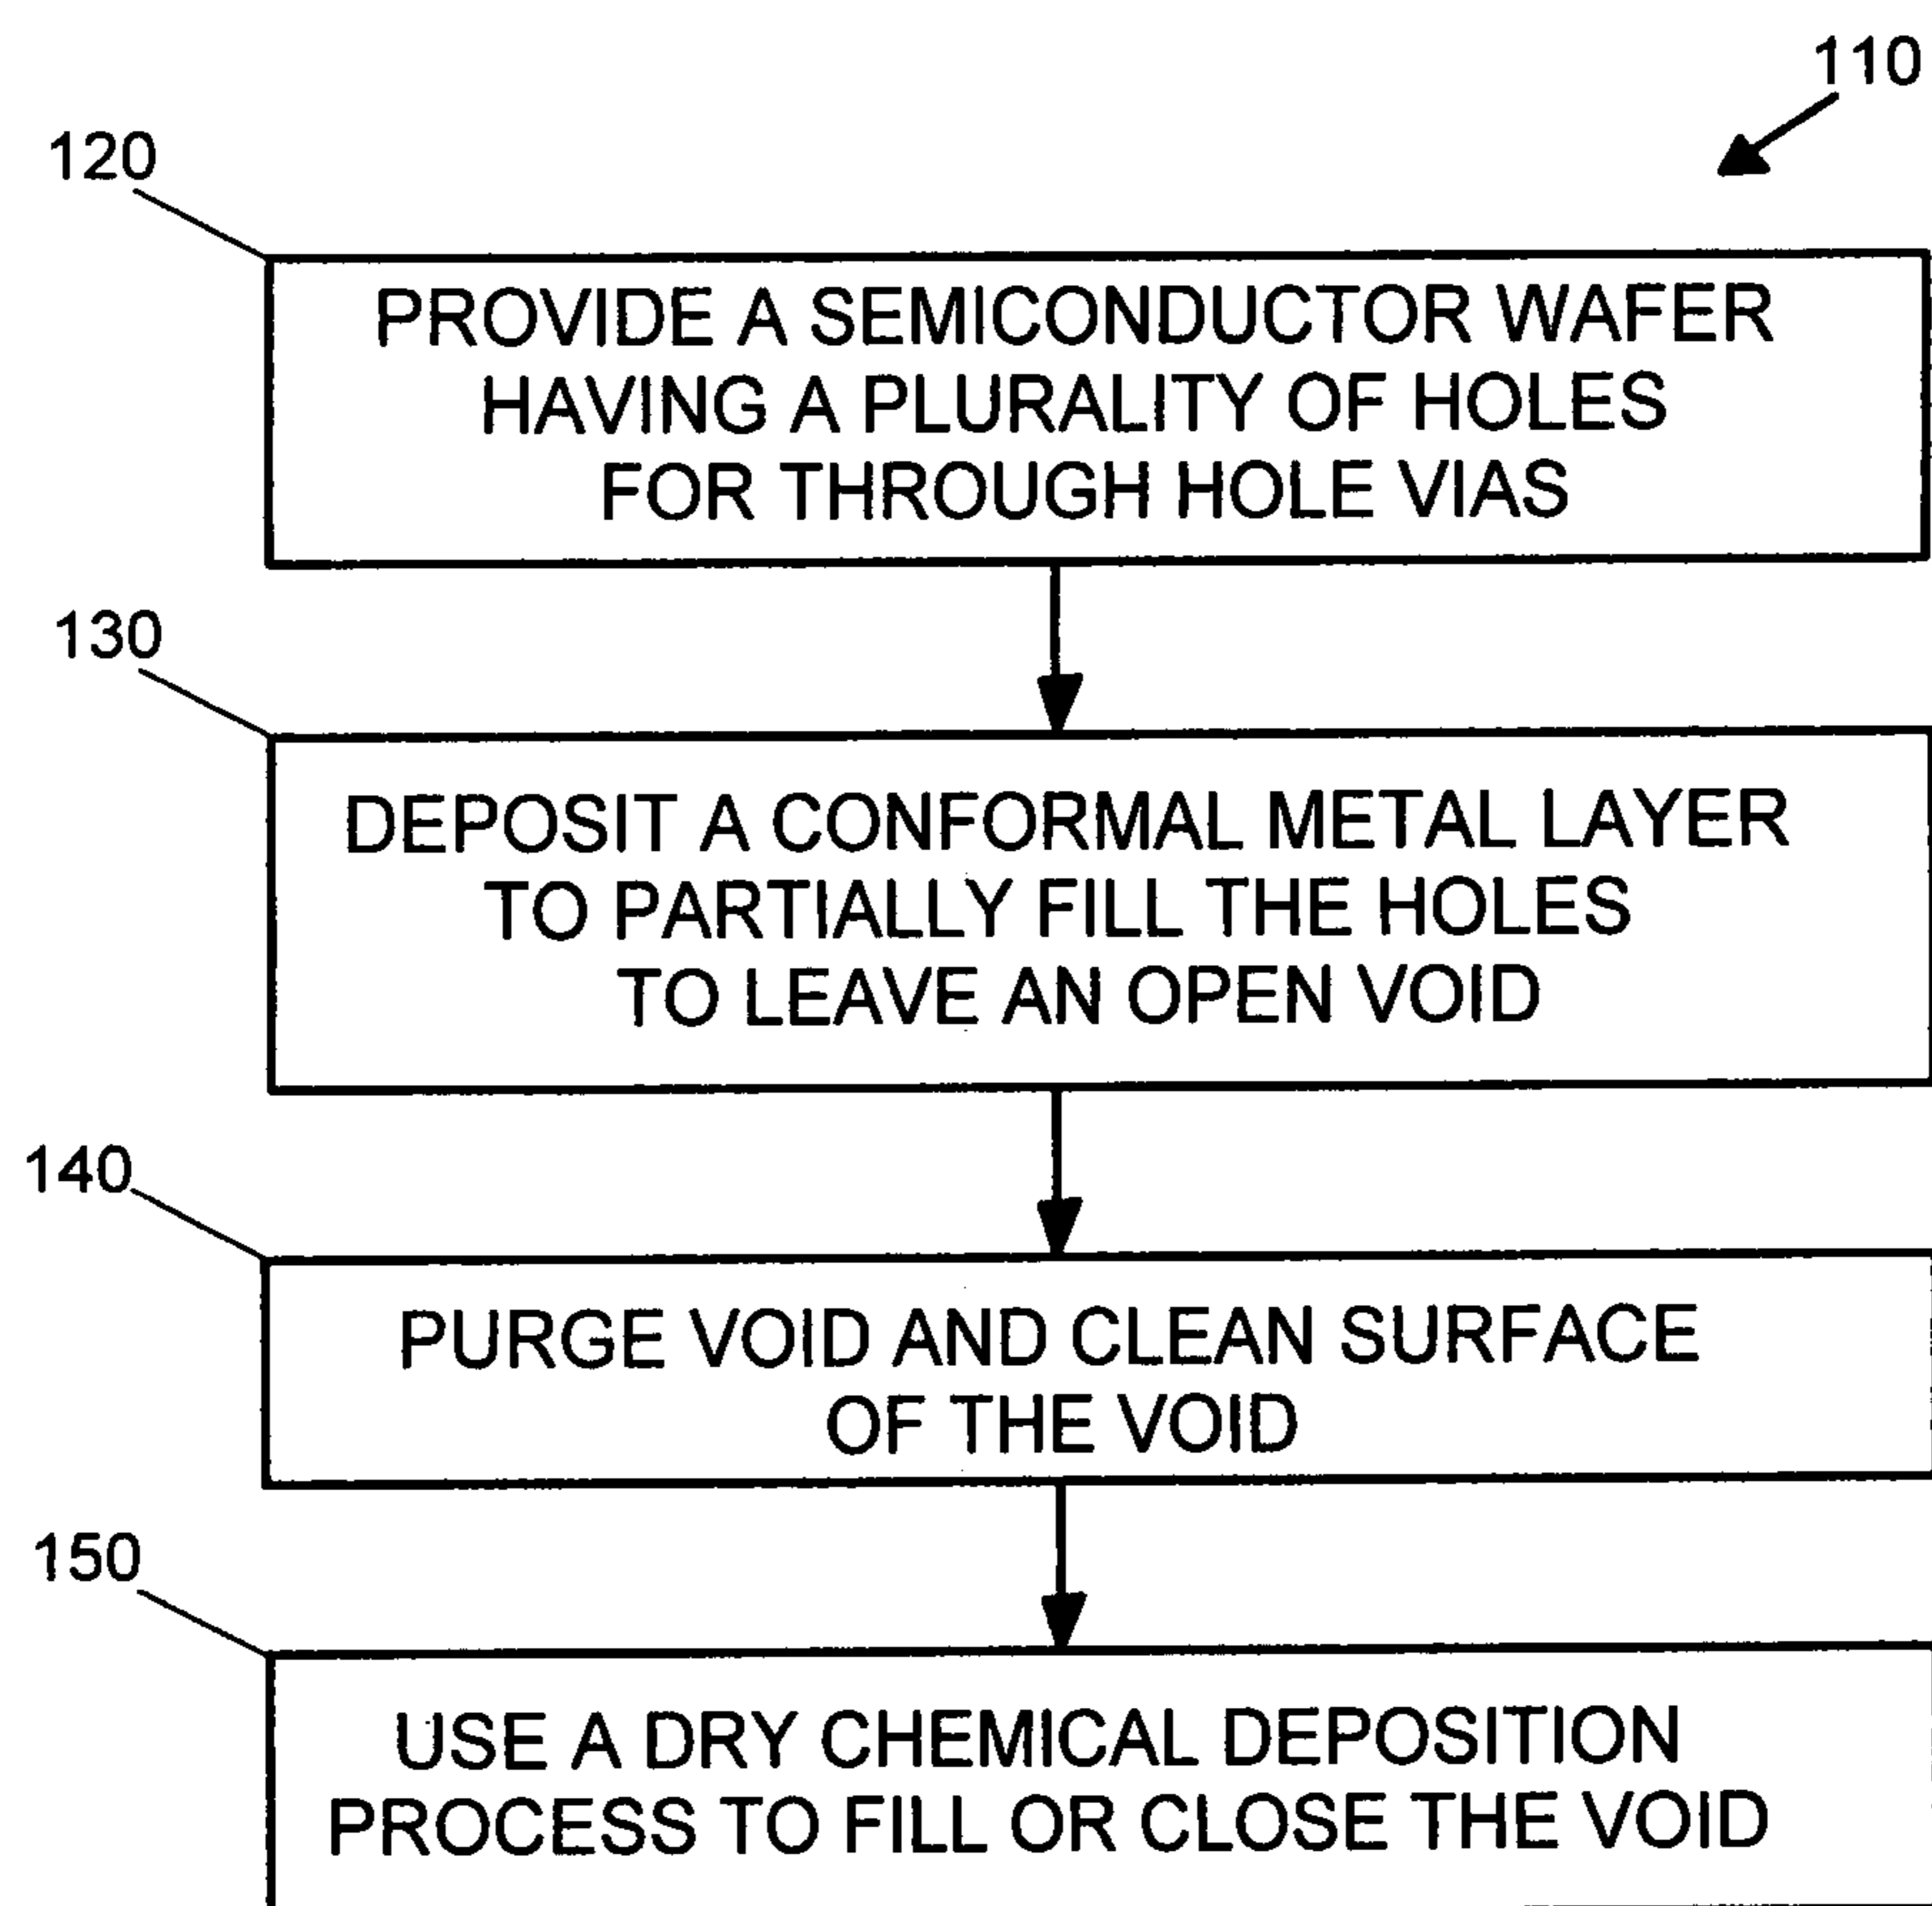 110
120
PROVIDE A SEMICONDUCTOR WAFER
HAVING A PLURALITY OF HOLES
FOR THROUGH HOLE VIAS
130
DEPOSIT A CONFORMAL METAL LAYER
TO PARTIALLY FILL THE HOLES
TO LEAVE AN OPEN VOID
140
PURGE VOID AND CLEAN SURFACE
OF THE VOID
150
USE A DRY CHEMICAL DEPOSITION
PROCESS TO FILL OR CLOSE THE VOID